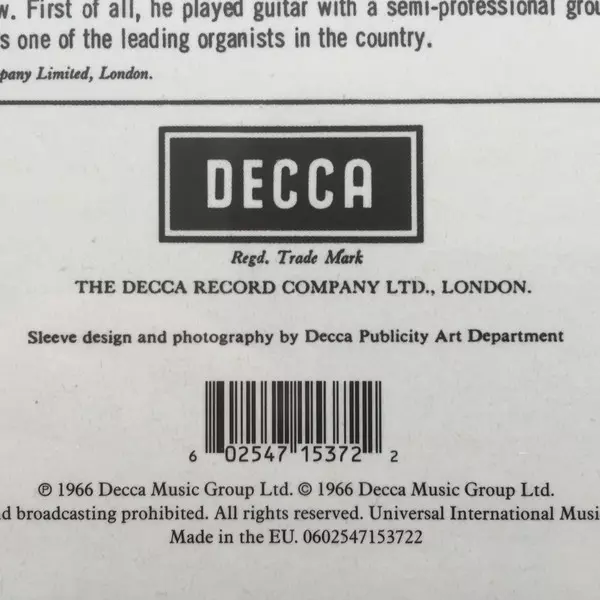 First of all, he played guitar with a semi-professional
one of the leading organists in the country.
Limited, London.
DECCA
Regd. Trade Mark
THE DECCA RECORD COMPANY LTD., LONDON.
Sleeve design and photography by Decca Publicity Art Department
6 02547 15372 2
℗ 1966 Decca Music Group Ltd. © 1966 Decca Music Group Ltd.
broadcasting prohibited. All rights reserved. Universal International
Made in the EU. 0602547153722